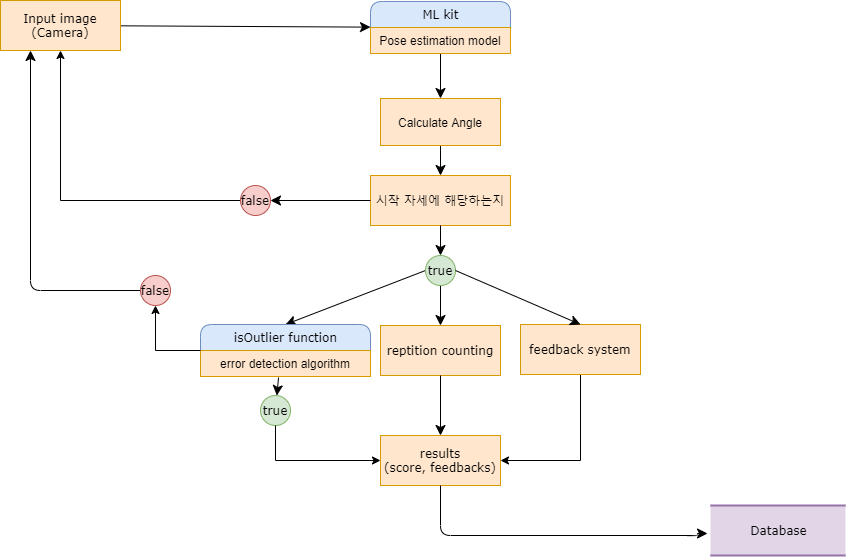 Input image
(Camera)
ML kit
Pose estimation model
Calculate Angle
시작 자세에 해당하는지
false
true
false
isOutlier function
error detection algorithm
reptition counting
feedback system
true
results
(score, feedbacks)
Database